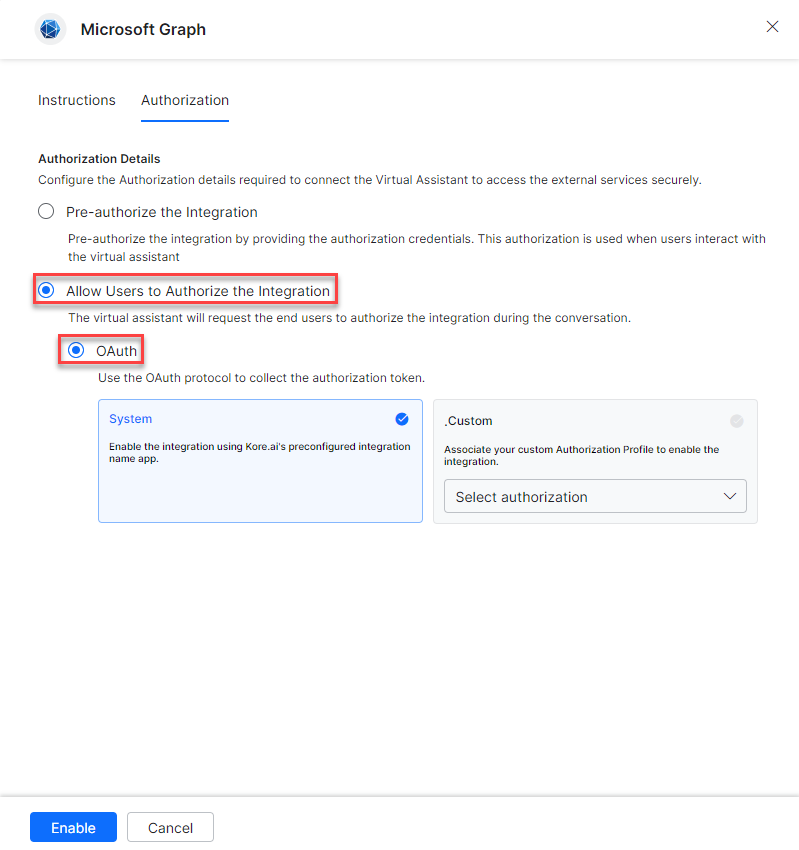 Microsoft Graph
Instructions
Authorization
Authorization Details
Configure the Authorization details required to connect the Virtual Assistant to access the external services securely.
Pre-authorize the Integration
Pre-authorize the integration by providing the authorization credentials. This authorization is used when users interact with
the virtual assistant
Allow Users to Authorize the Integration
The virtual assistant will request the end users to authorize the integration during the conversation.
OAuth
Use the OAuth protocol to collect the authorization token.
System
Enable the integration using Kore.ai's preconfigured integration
name app.
.Custom
Associate your custom Authorization Profile to enable the
integration.
Select authorization
Enable
Cancel